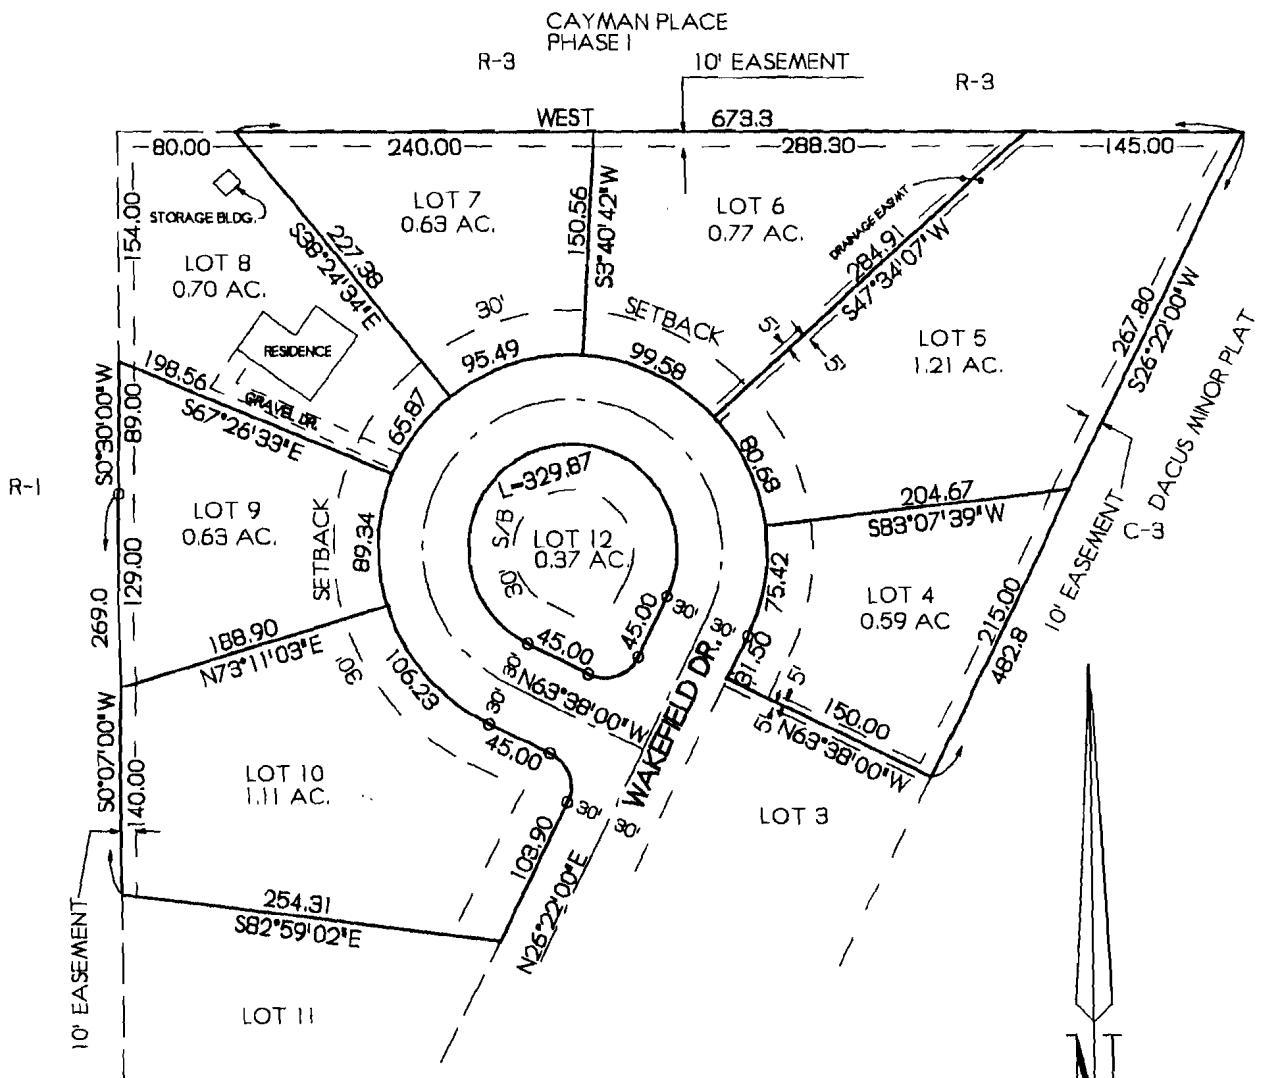 CAYMAN PLACE
PHASE I
R-3
10' EASEMENT
R-3
WEST
673.3
80.00
240.00
288.30
145.00
154.00
STORAGE BLDG.
LOT 8
0.70 AC.
227.38
S38°24'34"E
LOT 7
0.63 AC.
150.56
S3°40'42"W
LOT 6
0.77 AC.
DRAINAGE EASMT
284.91
S47°34'07"W
5'
5'
LOT 5
1.21 AC.
267.80
S26°22'00"W
DACUS MINOR PLAT
30'
SETBACK
95.49
99.58
RESIDENCE
GRAVEL DR.
65.87
198.56
S67°26'33"E
S0°30'00"W
89.00
R-1
80.68
204.67
S83°07'39"W
10' EASEMENT
C-3
L=329.87
S/B
30'
LOT 12
0.37 AC.
LOT 9
0.63 AC.
SETBACK
89.34
129.00
269.0
75.42
LOT 4
0.59 AC
215.00
482.8
45.00
45.00
30'
30'
30'
31.50
188.90
N73°11'03"E
30'
106.23
N63°38'00"W
WAKEFIELD DR.
5'
5'
150.00
N63°38'00"W
30'
45.00
S0°07'00"W
140.00
LOT 10
1.11 AC.
30'
30'
LOT 3
103.90
N26°22'00"E
254.31
S82°59'02"E
10' EASEMENT
LOT 11
N